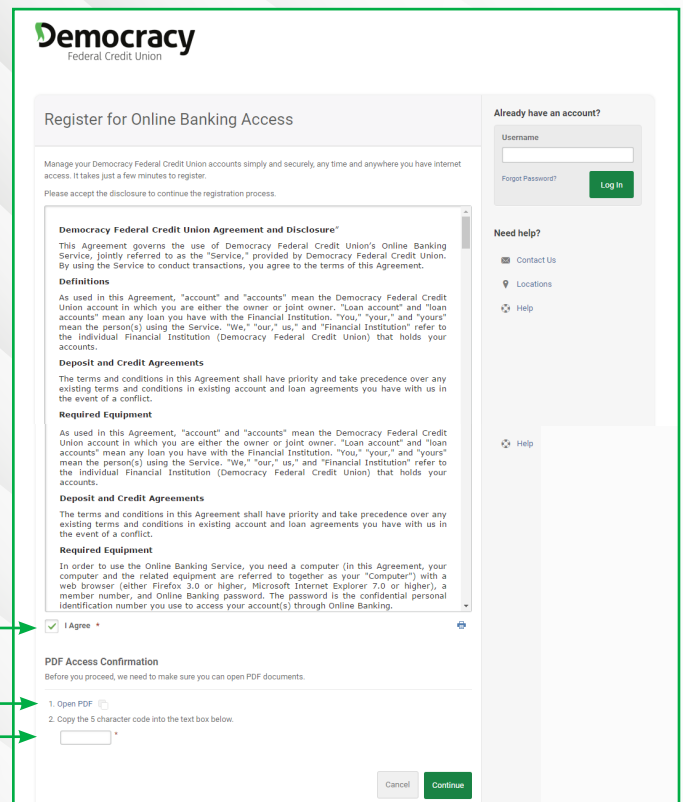 Democracy
Federal Credit Union
Register for Online Banking Access
Manage your Democracy Federal Credit Union accounts simply and securely, any time and anywhere you have internet
access. It takes just a few minutes to register.
Please accept the disclosure to continue the registration process.
Democracy Federal Credit Union Agreement and Disclosure"
This Agreement governs the use of Democracy Federal Credit Union's Online Banking
Service, jointly referred to as the "Service," provided by Democracy Federal Credit Union.
By using the Service to conduct transactions, you agree to the terms of this Agreement.
Definitions
As used in this Agreement, "account" and "accounts" mean the Democracy Federal Credit
Union account in which you are either the owner or joint owner. "Loan account" and "loan
accounts" mean any loan you have with the Financial Institution. "You," "your," and "yours"
mean the person(s) using the Service. "We," "our," us," and "Financial Institution" refer to
the individual Financial Institution (Democracy Federal Credit Union) that holds your
accounts.
Deposit and Credit Agreements
The terms and conditions in this Agreement shall have priority and take precedence over any
existing terms and conditions in existing account and loan agreements you have with us in
the event of a conflict.
Required Equipment
As used in this Agreement, "account" and "accounts" mean the Democracy Federal Credit
Union account in which you are either the owner or joint owner. "Loan account" and "loan
accounts" mean any loan you have with the Financial Institution. "You," "your," and "yours"
mean the person(s) using the Service. "We," "our," us," and "Financial Institution" refer to
the individual Financial Institution (Democracy Federal Credit Union) that holds your
accounts.
Deposit and Credit Agreements
The terms and conditions in this Agreement shall have priority and take precedence over any
existing terms and conditions in existing account and loan agreements you have with us in
the event of a conflict.
Required Equipment
In order to use the Online Banking Service, you need a computer (in this Agreement, your
computer and the related equipment are referred to together as your "Computer") with a
web browser (either Firefox 3.0 or higher, Microsoft Internet Explorer 7.0 or higher), a
member number, and Online Banking password. The password is the confidential personal
identification number you use to access your account(s) through Online Banking.
I Agree *
PDF Access Confirmation
Before you proceed, we need to make sure you can open PDF documents.
1. Open PDF
2. Copy the 5 character code into the text box below.
*
Cancel
Continue
Already have an account?
Username
Forgot Password?
Log In
Need help?
Contact Us
Locations
Help
Help